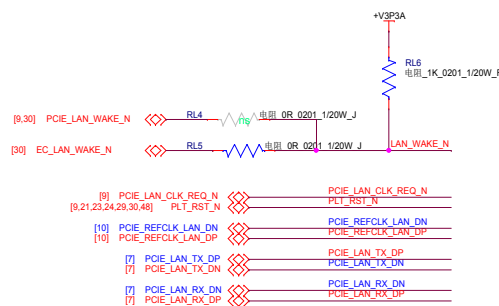 +V3P3A
RL6
电阻_1K_0201_1/20W_F
[9,30] PCIE_LAN_WAKE_N RL4 ns 电阻_0R_0201_1/20W_J
[30] EC_LAN_WAKE_N RL5 电阻_0R_0201_1/20W_J LAN_WAKE_N
[9] PCIE_LAN_CLK_REQ_N PCIE_LAN_CLK_REQ_N
[9,21,23,24,29,30,48] PLT_RST_N PLT_RST_N
[10] PCIE_REFCLK_LAN_DN PCIE_REFCLK_LAN_DN
[10] PCIE_REFCLK_LAN_DP PCIE_REFCLK_LAN_DP
[7] PCIE_LAN_TX_DP PCIE_LAN_TX_DP
[7] PCIE_LAN_TX_DN PCIE_LAN_TX_DN
[7] PCIE_LAN_RX_DN PCIE_LAN_RX_DN
[7] PCIE_LAN_RX_DP PCIE_LAN_RX_DP